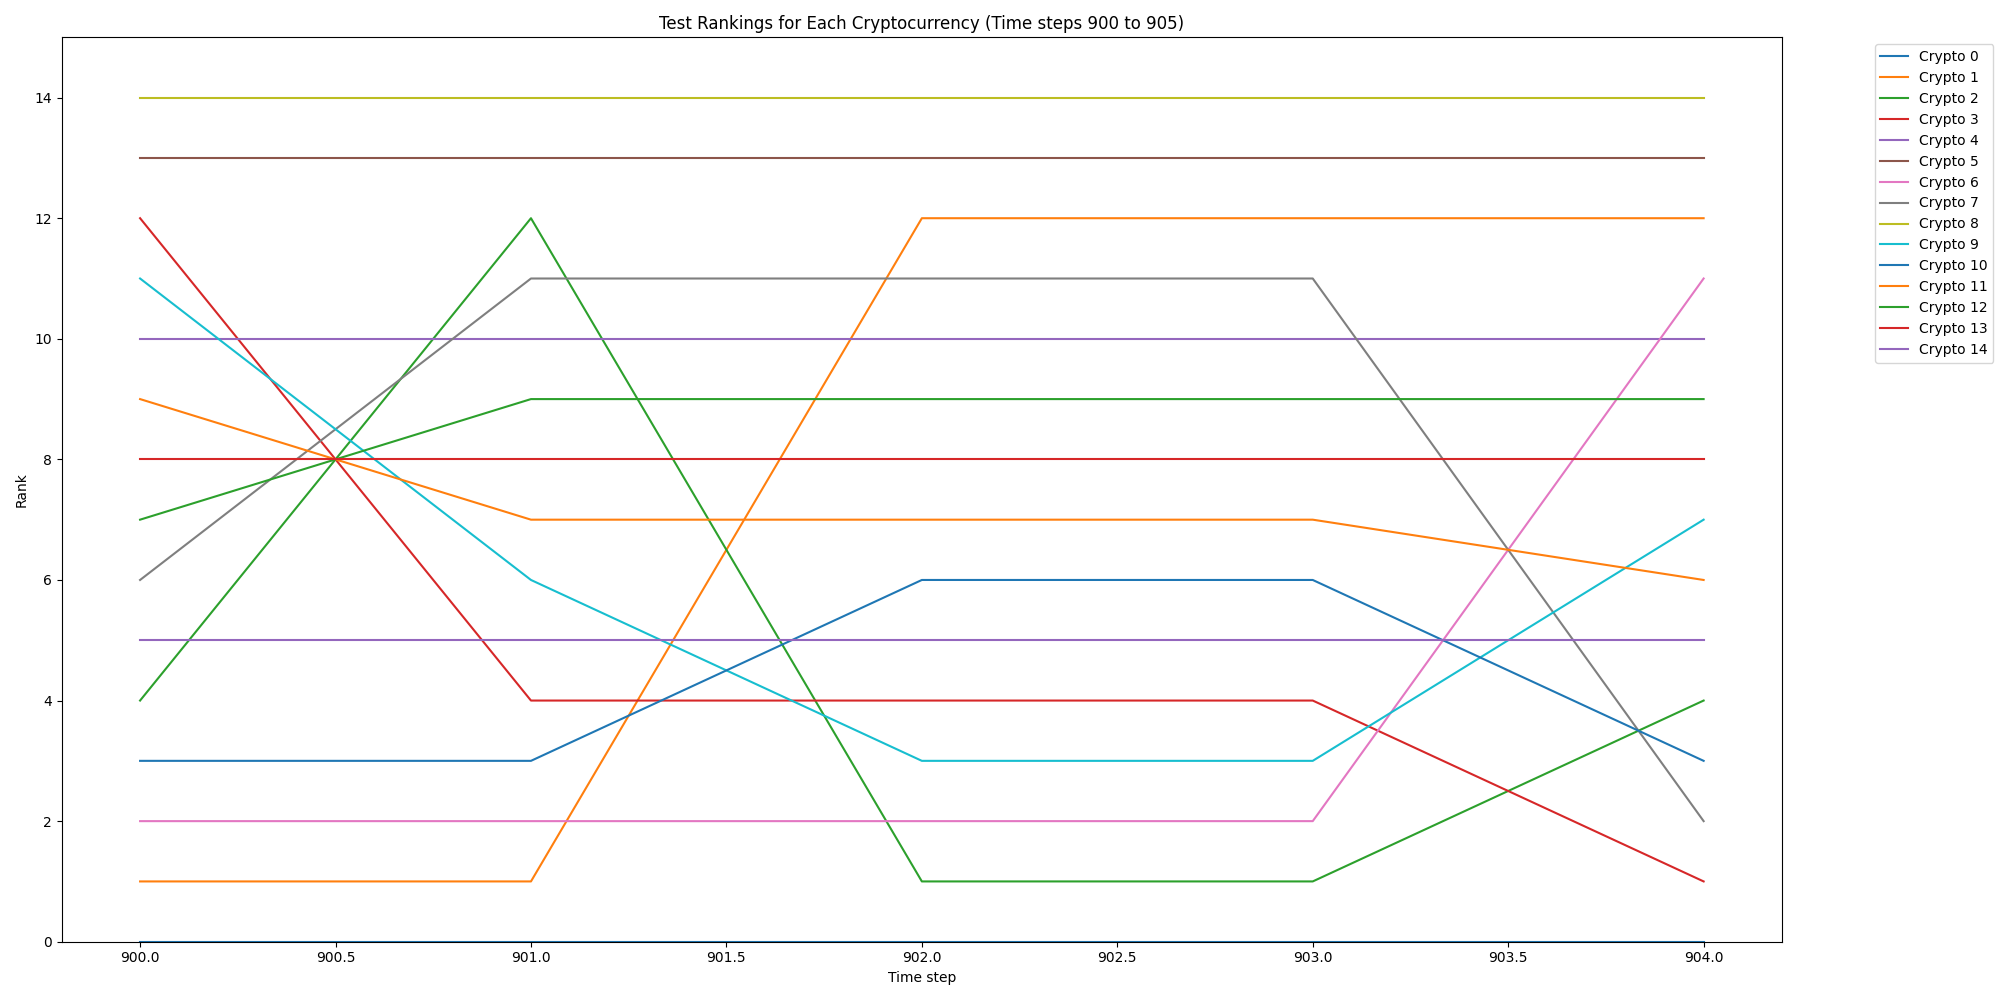 Test Rankings for Each Cryptocurrency (Time steps 900 to 905)
14
12
10
8
6
4
2
0
Rank
900.0 900.5 901.0 901.5 902.0 902.5 903.0 903.5 904.0
Time step
Crypto 0
Crypto 1
Crypto 2
Crypto 3
Crypto 4
Crypto 5
Crypto 6
Crypto 7
Crypto 8
Crypto 9
Crypto 10
Crypto 11
Crypto 12
Crypto 13
Crypto 14